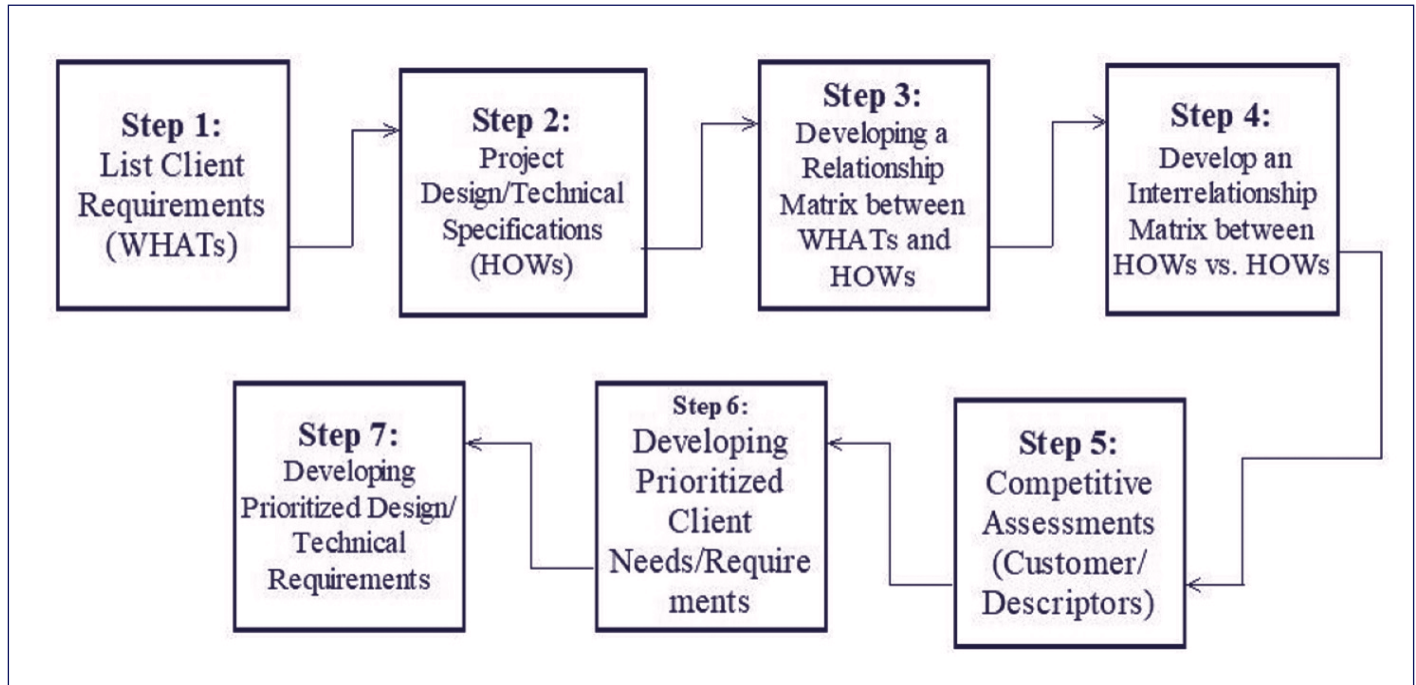 Step 1:
List Client
Requirements
(WHATs)
Step 2:
Project
Design/Technical
Specifications
(HOWs)
Step 3:
Developing a
Relationship
Matrix between
WHATs and
HOWs
Step 4:
Develop an
Interrelationship
Matrix between
HOWs vs. HOWs
Step 5:
Competitive
Assessments
(Customer/
Descriptors)
Step 6:
Developing
Prioritized
Client
Needs/Require
ments
Step 7:
Developing
Prioritized Design/
Technical
Requirements